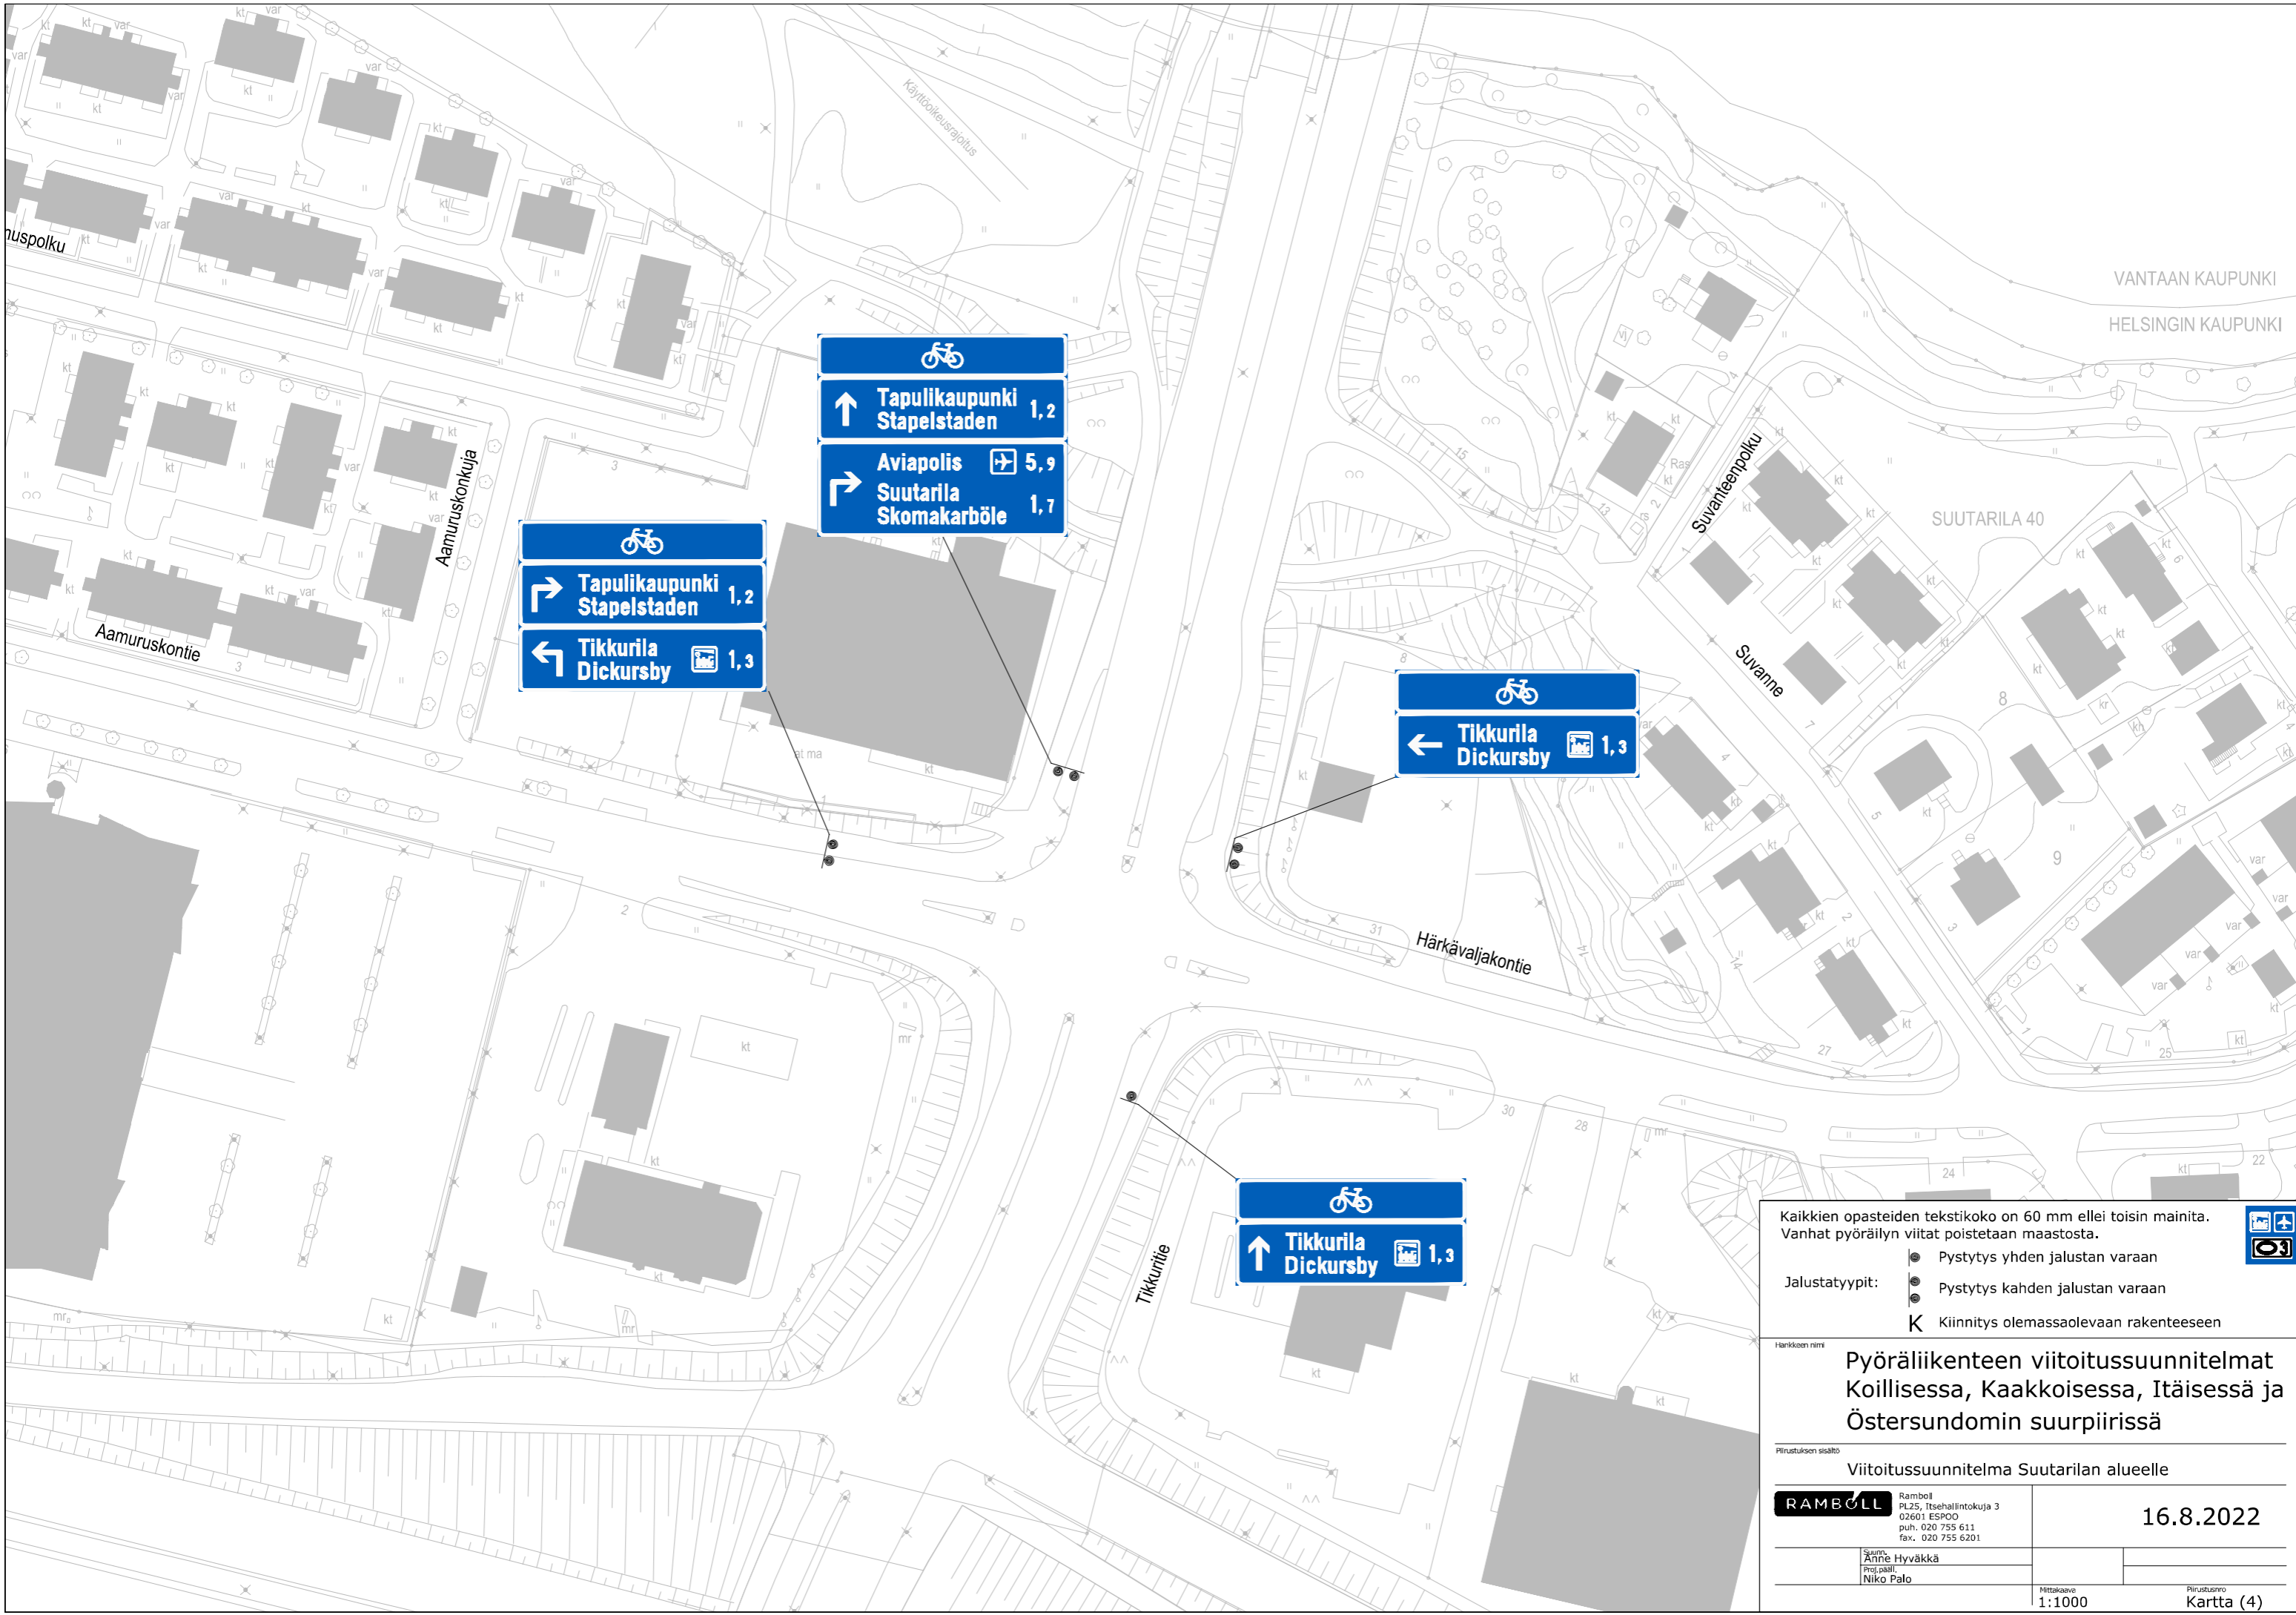 Käyttöoikeusrajoitus
VANTAAN KAUPUNKI
HELSINGIN KAUPUNKI
SUUTARILA 40
muspolku
Aamuruskonkuja
Aamuruskontie
Suvanteenpolku
Suvanne
Härkävaljakontie
Tikkuritie
Tapulikaupunki
Stapelstaden 1,2
Aviapolis 5,9
Suutarila
Skomakarböle 1,7
Tapulikaupunki
Stapelstaden 1,2
Tikkurila
Dickursby 1,3
Tikkurila
Dickursby 1,3
Tikkurila
Dickursby 1,3
Kaikkien opasteiden tekstikoko on 60 mm ellei toisin mainita.
Vanhat pyöräilyn viitat poistetaan maastosta.
Jalustatyypit:
Pystytys yhden jalustan varaan
Pystytys kahden jalustan varaan
K Kiinnitys olemassaolevaan rakenteeseen
Hankkeen nimi
Pyöräliikenteen viitoitussuunnitelmat
Koillisessa, Kaakkoisessa, Itäisessä ja
Östersundomin suurpiirissä
Piirustuksen sisältö
Viitoitussuunnitelma Suutarilan alueelle
RAMBOLL
Ramboll
PL25, Itsehallintokuja 3
02601 ESPOO
puh. 020 755 611
fax. 020 755 6201
16.8.2022
Suunn.
Anne Hyväkkä
Proj.pääll.
Niko Palo
Mittakaava
1:1000
Piirustusnro
Kartta (4)